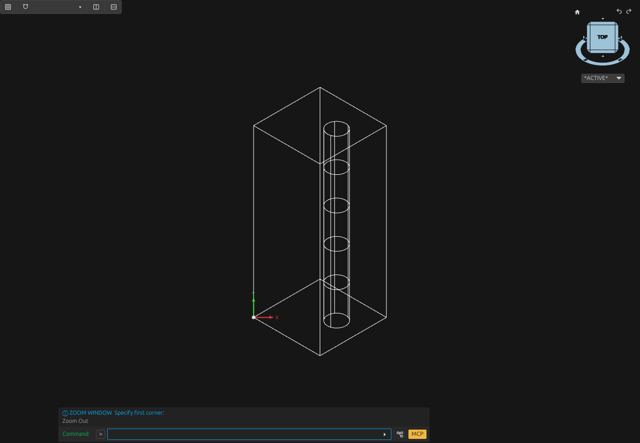 TOP
*ACTIVE*
ZOOM WINDOW Specify first corner:
Zoom Out
Command:
>
MCP